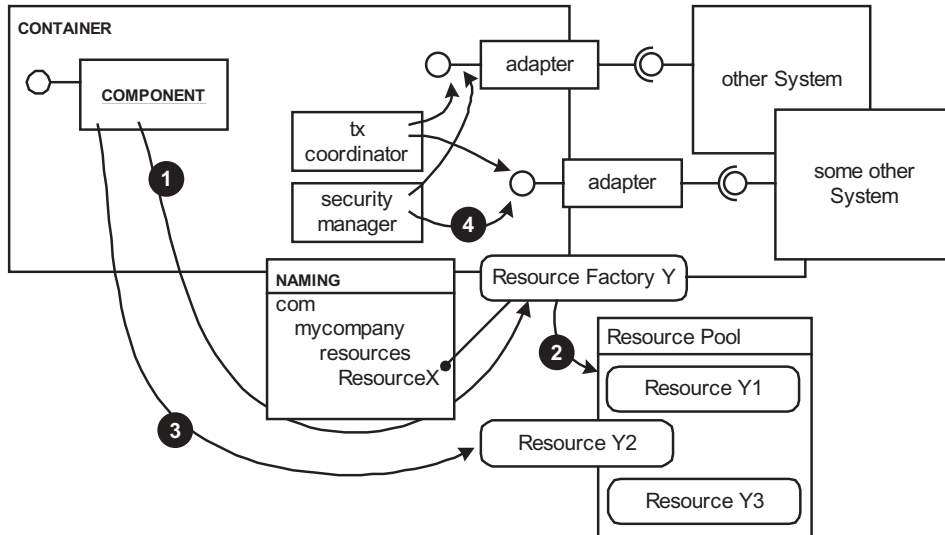 CONTAINER
COMPONENT
adapter
other System
tx
coordinator
1
adapter
some other
System
security
manager
4
NAMING
Resource Factory Y
com
mycompany
resources
ResourceX
2
Resource Pool
Resource Y1
3
Resource Y2
Resource Y3